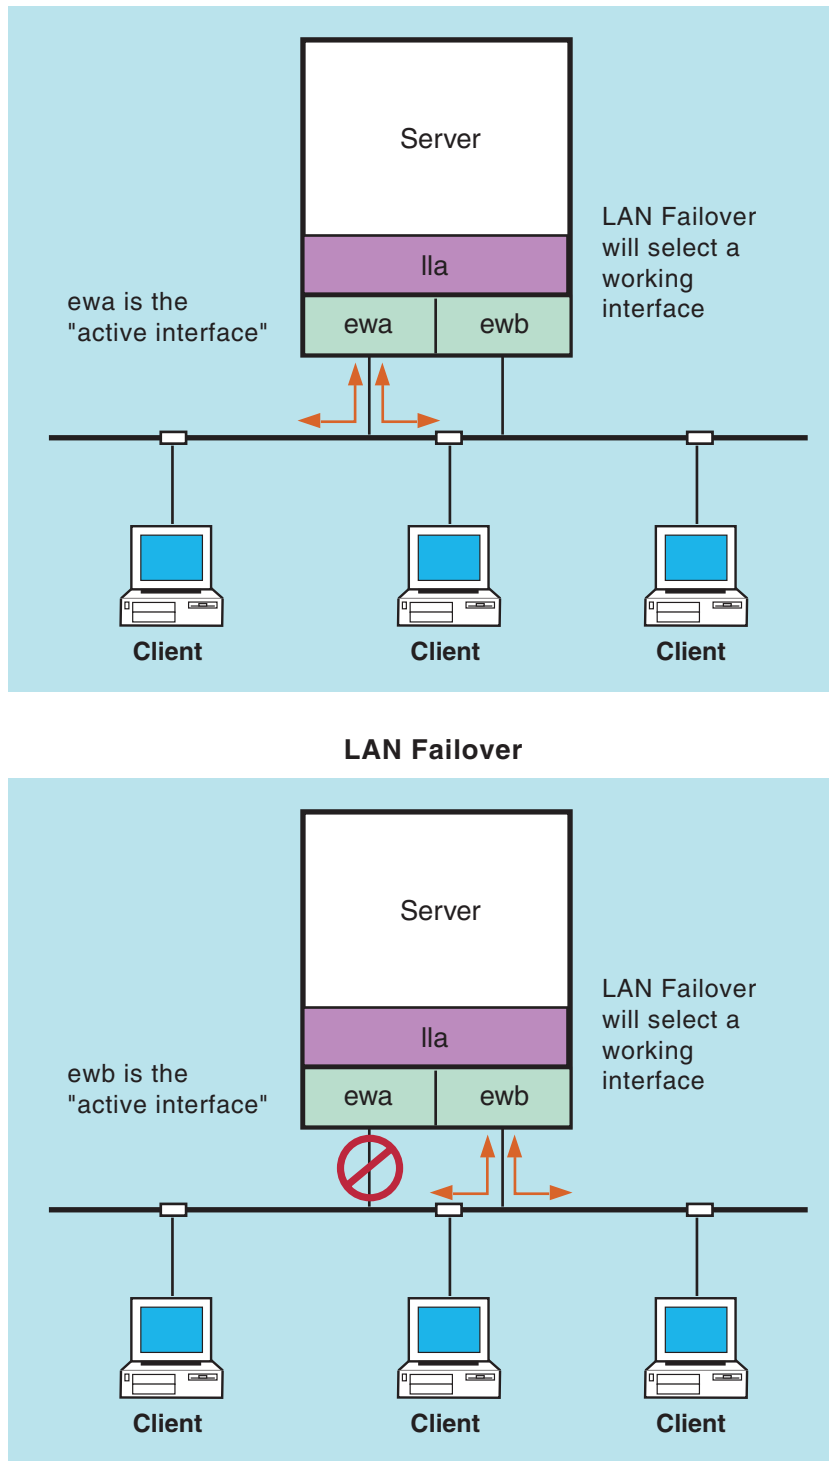 Server
LAN Failover
will select a
working
interface
lla
ewa is the
"active interface"
ewa
ewb
Client
Client
Client
LAN Failover
Server
LAN Failover
will select a
working
interface
lla
ewb is the
"active interface"
ewa
ewb
Client
Client
Client